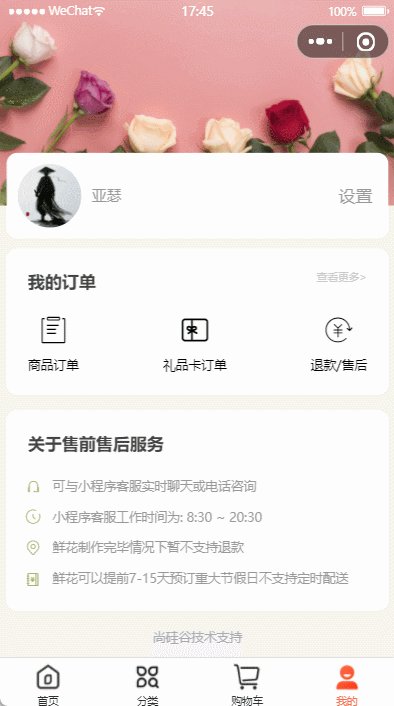 WeChat 17:45 100%
亚瑟 设置
我的订单 查看更多>
商品订单 礼品卡订单 退款/售后
关于售前售后服务
可与小程序客服实时聊天或电话咨询
小程序客服工作时间为: 8:30 ~ 20:30
鲜花制作完毕情况下暂不支持退款
鲜花可以提前7-15天预订重大节假日不支持定时配送
尚硅谷技术支持
首页 分类 购物车 我的